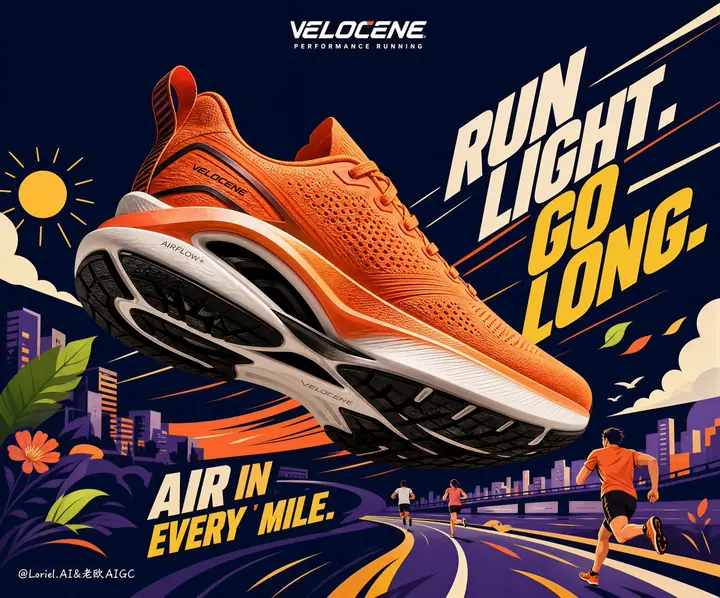 VELOCENE
PERFORMANCE RUNNING
RUN
LIGHT.
GO
LONG.
VELOCENE
AIRFLOW+
VELOCENE
AIR IN
EVERY 'MILE.
@Loriel.AI&老欧AIGC